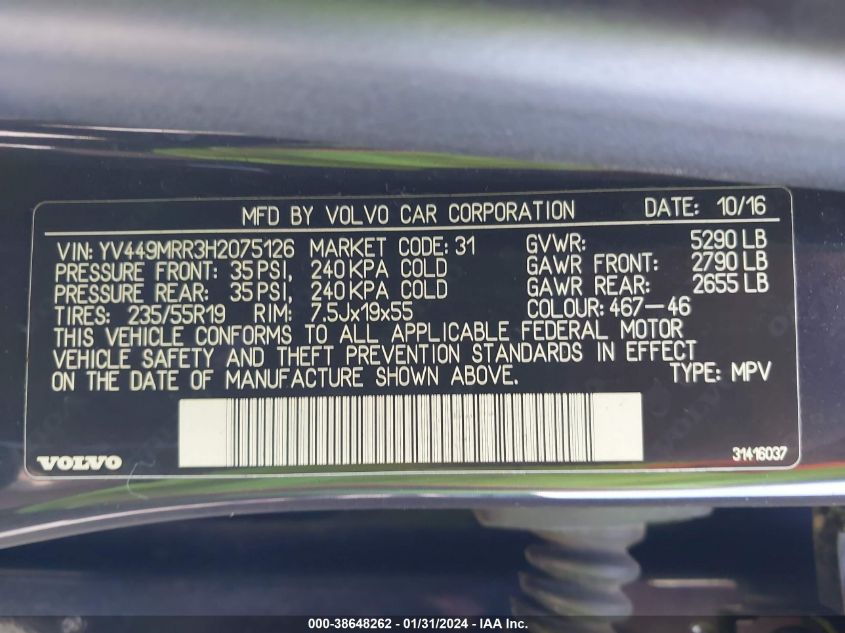 MFD BY VOLVO CAR CORPORATION DATE: 10/16
VIN: YV449MRR3H2075126 MARKET CODE: 31 GVWR: 5290 LB
PRESSURE FRONT: 35 PSI, 240 KPA COLD GAWR FRONT: 2790 LB
PRESSURE REAR: 35 PSI, 240 KPA COLD GAWR REAR: 2655 LB
TIRES: 235/55R19 RIM: 7.5Jx19x55 COLOUR: 467-46
THIS VEHICLE CONFORMS TO ALL APPLICABLE FEDERAL MOTOR
VEHICLE SAFETY AND THEFT PREVENTION STANDARDS IN EFFECT
ON THE DATE OF MANUFACTURE SHOWN ABOVE. TYPE: MPV
VOLVO 31416037
000-38648262 - 01/31/2024 - IAA Inc.